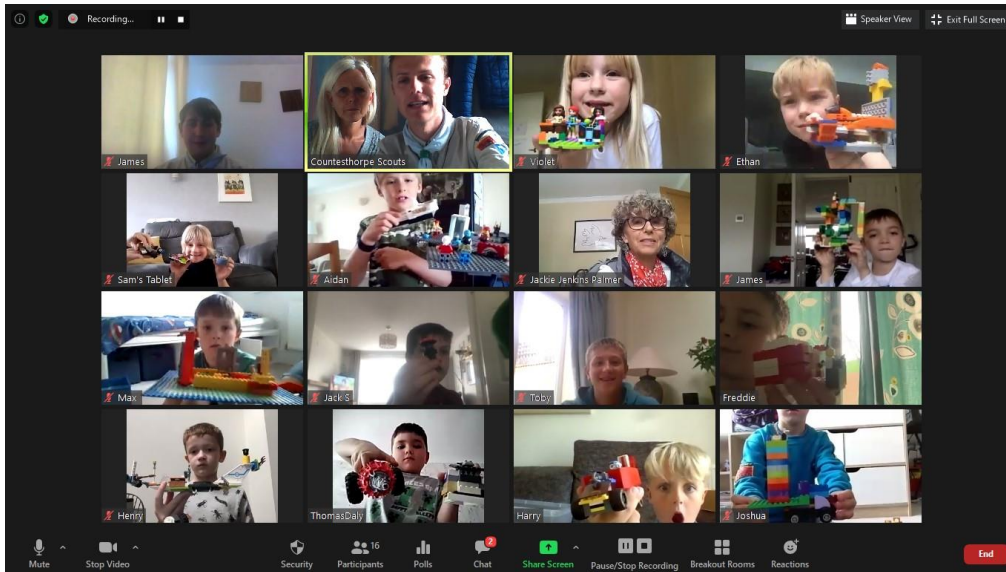 Recording...
Speaker View
Exit Full Screen
James
Countesthorpe Scouts
Violet
Ethan
Sam's Tablet
Aidan
Jackie Jenkins Palmer
James
Max
Jack S
Toby
Freddie
Henry
ThomasDaly
Harry
Joshua
16
2
Mute
Stop Video
Security
Participants
Polls
Chat
Share Screen
Pause/Stop Recording
Breakout Rooms
Reactions
End